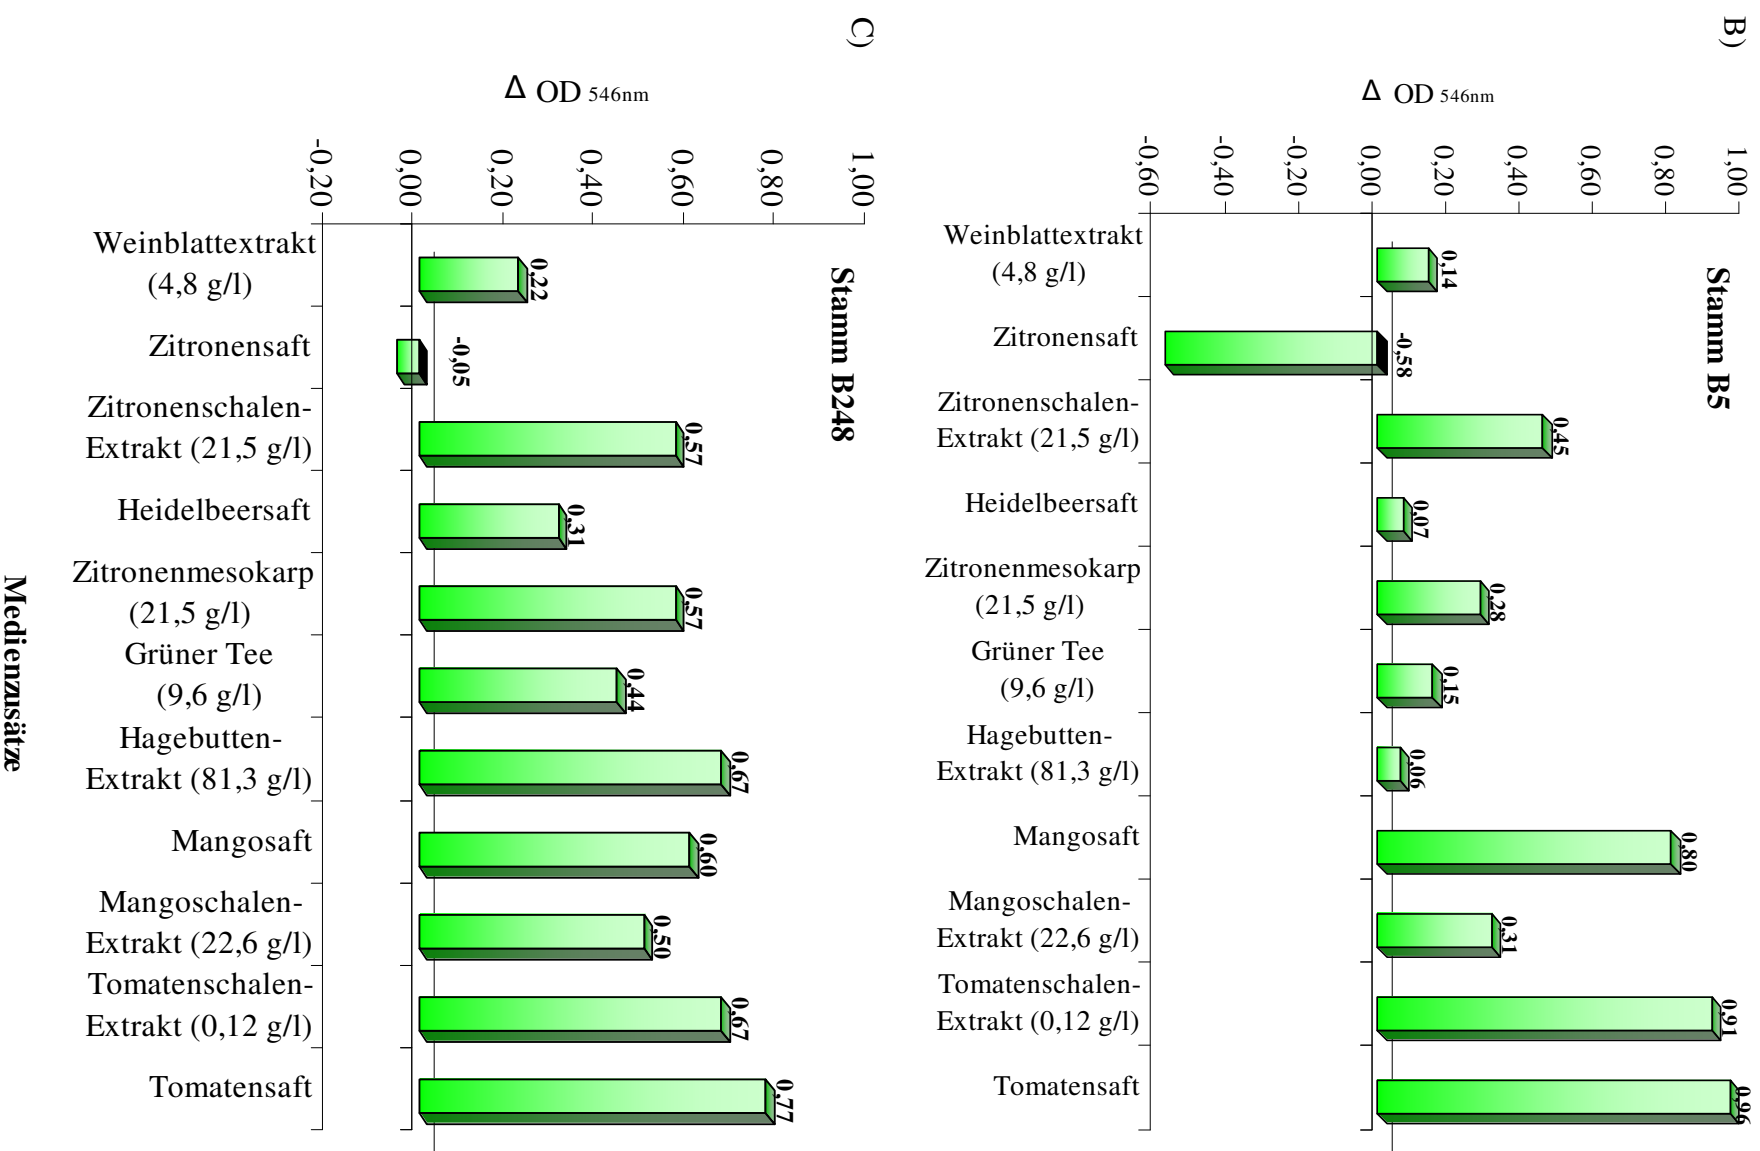 B)
Stamm B5
Δ OD 546nm
1,00
0,80
0,60
0,40
0,20
0,00
-0,20
-0,40
-0,60
0,14
-0,58
0,45
0,07
0,28
0,15
0,06
0,80
0,31
0,91
0,96
Weinblattextrakt
(4,8 g/l)
Zitronensaft
Zitronenschalen-
Extrakt (21,5 g/l)
Heidelbeersaft
Zitronenmesokarp
(21,5 g/l)
Grüner Tee
(9,6 g/l)
Hagebutten-
Extrakt (81,3 g/l)
Mangosaft
Mangoschalen-
Extrakt (22,6 g/l)
Tomatenschalen-
Extrakt (0,12 g/l)
Tomatensaft
C)
Stamm B248
Δ OD 546nm
1,00
0,80
0,60
0,40
0,20
0,00
-0,20
0,22
-0,05
0,57
0,31
0,57
0,44
0,67
0,60
0,50
0,67
0,77
Weinblattextrakt
(4,8 g/l)
Zitronensaft
Zitronenschalen-
Extrakt (21,5 g/l)
Heidelbeersaft
Zitronenmesokarp
(21,5 g/l)
Grüner Tee
(9,6 g/l)
Hagebutten-
Extrakt (81,3 g/l)
Mangosaft
Mangoschalen-
Extrakt (22,6 g/l)
Tomatenschalen-
Extrakt (0,12 g/l)
Tomatensaft
Medienzusätze